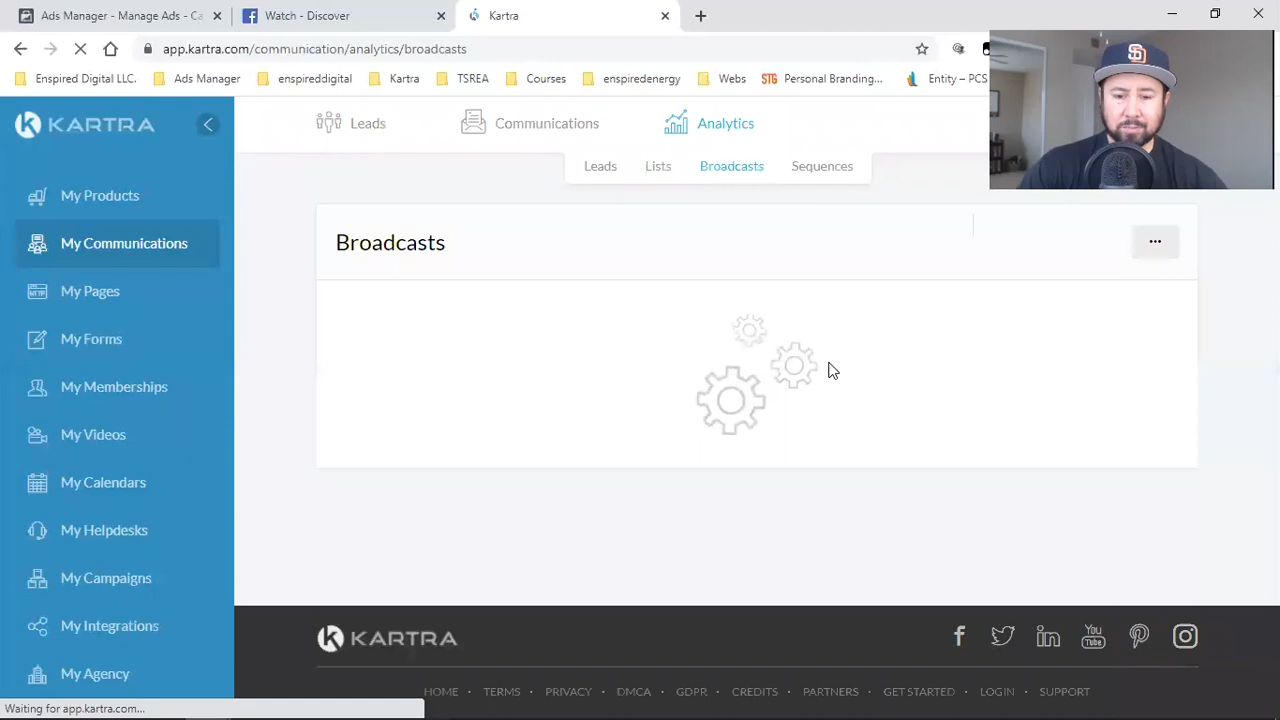 Ads Manager - Manage Ads - Ca
Watch - Discover
Kartra
app.kartra.com/communication/analytics/broadcasts
Enspired Digital LLC.
Ads Manager
enspireddigital
Kartra
TSREA
Courses
enspiredenergy
Webs
STG Personal Branding...
Entity – PCS
KARTRA
Leads
Communications
Analytics
Leads
Lists
Broadcasts
Sequences
My Products
My Communications
My Pages
My Forms
My Memberships
My Videos
My Calendars
My Helpdesks
My Campaigns
My Integrations
My Agency
Broadcasts
SD
KARTRA
You
Tube
HOME · TERMS · PRIVACY · DMCA · GDPR · CREDITS · PARTNERS · GET STARTED · LOGIN · SUPPORT
Waiting for app.kartra.com...